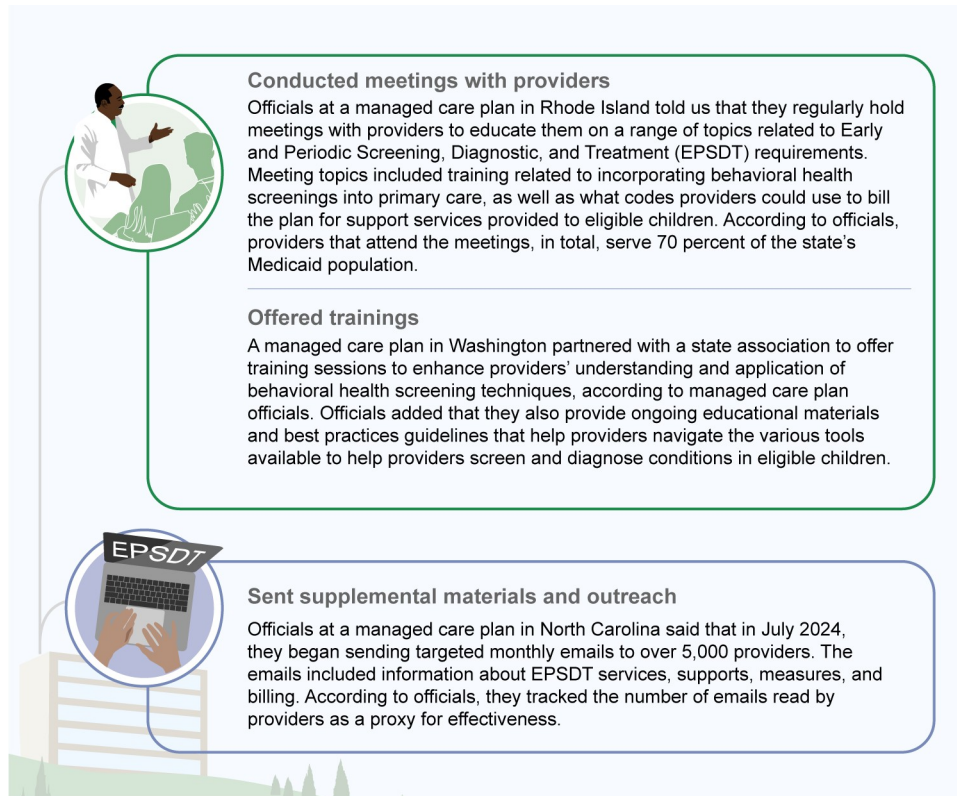 Conducted meetings with providers
Officials at a managed care plan in Rhode Island told us that they regularly hold
meetings with providers to educate them on a range of topics related to Early
and Periodic Screening, Diagnostic, and Treatment (EPSDT) requirements.
Meeting topics included training related to incorporating behavioral health
screenings into primary care, as well as what codes providers could use to bill
the plan for support services provided to eligible children. According to officials,
providers that attend the meetings, in total, serve 70 percent of the state's
Medicaid population.
Offered trainings
A managed care plan in Washington partnered with a state association to offer
training sessions to enhance providers' understanding and application of
behavioral health screening techniques, according to managed care plan
officials. Officials added that they also provide ongoing educational materials
and best practices guidelines that help providers navigate the various tools
available to help providers screen and diagnose conditions in eligible children.
EPSDT
Sent supplemental materials and outreach
Officials at a managed care plan in North Carolina said that in July 2024,
they began sending targeted monthly emails to over 5,000 providers. The
emails included information about EPSDT services, supports, measures, and
billing. According to officials, they tracked the number of emails read by
providers as a proxy for effectiveness.